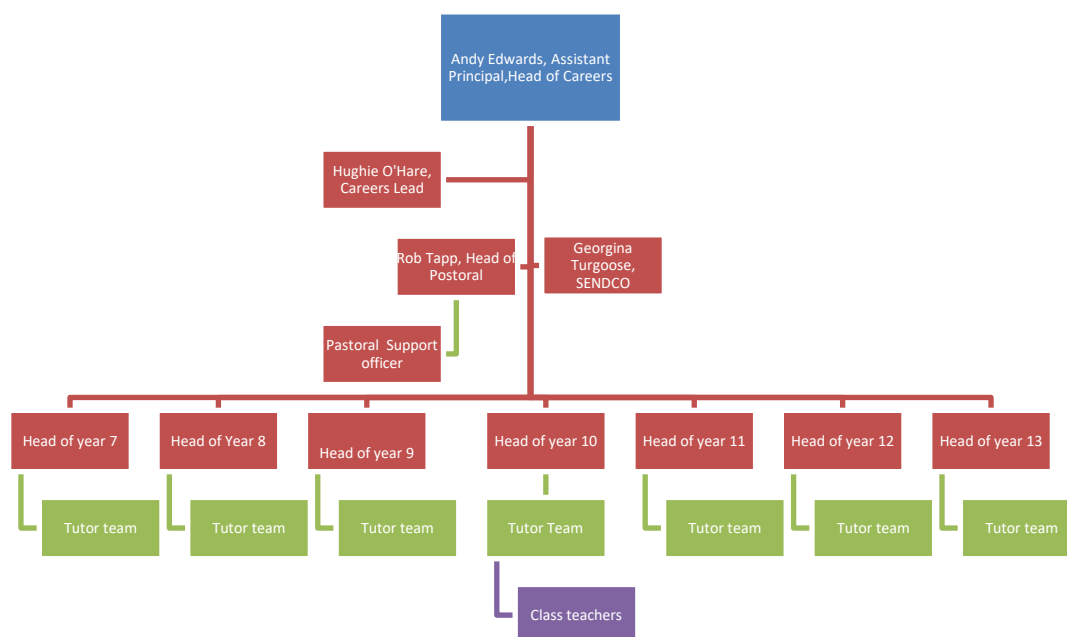 Andy Edwards, Assistant
Principal,Head of Careers
Hughie O'Hare,
Careers Lead
Rob Tapp, Head of
Postoral
Georgina
Turgoose,
SENDCO
Pastoral Support
officer
Head of year 7
Head of Year 8
Head of year 9
Head of year 10
Head of year 11
Head of year 12
Head of year 13
Tutor team
Tutor team
Tutor team
Tutor Team
Tutor team
Tutor team
Tutor team
Class teachers